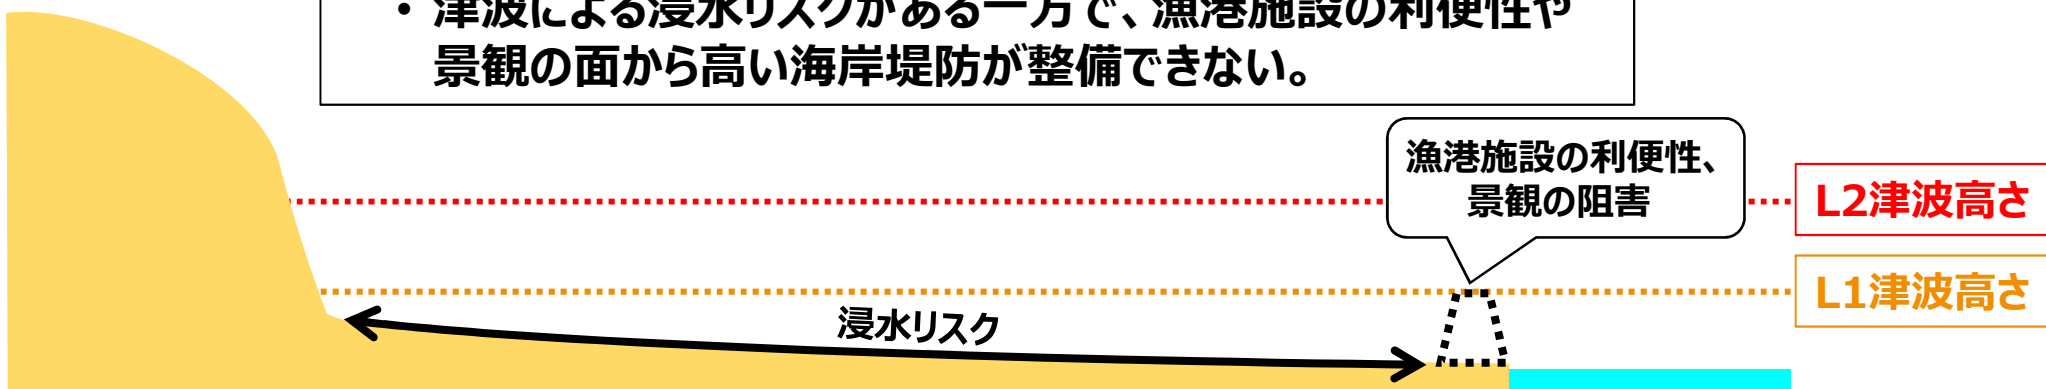 ・津波による浸水リスクがある一方で、漁港施設の利便性や
景観の面から高い海岸堤防が整備できない。
漁港施設の利便性、
景観の阻害
L2津波高さ
L1津波高さ
浸水リスク